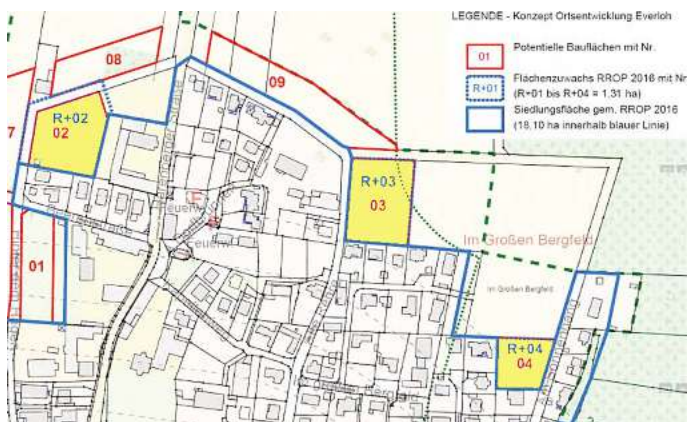 LEGENDE - Konzept Ortsentwicklung Everloh
01
Potentielle Bauflächen mit Nr.
R+01
Flächenzuwachs RROP 2016 mit Nr
(R+01 bis R+04 = 1.31 ha)
Siedlungsfläche gem. RROP 2016
(18,10 ha innerhalb blauer Linie)
08
09
R+02
02
7
R+03
03
Im Großen Bergfeld
Im Großen Bergfeld
01
R+04
04